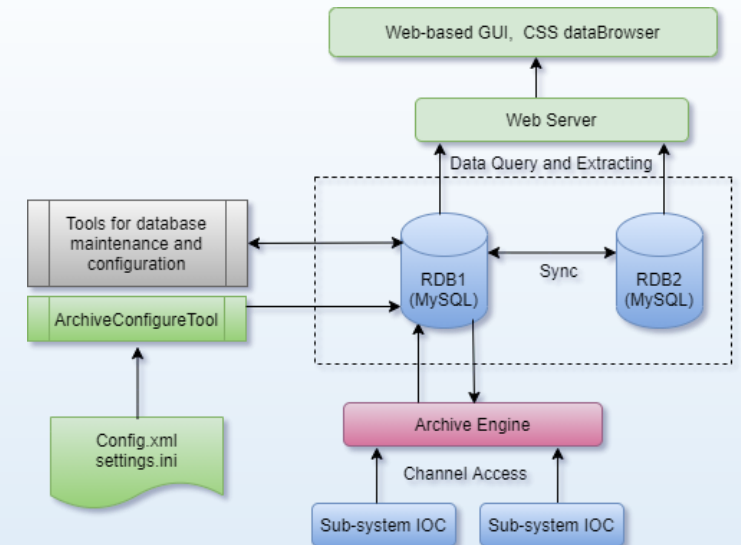 Web-based GUI, CSS dataBrowser
Web Server
Data Query and Extracting
Tools for database
maintenance and
configuration
RDB1
(MySQL)
Sync
RDB2
(MySQL)
ArchiveConfigureTool
Archive Engine
Config.xml
settings.ini
Channel Access
Sub-system IOC
Sub-system IOC